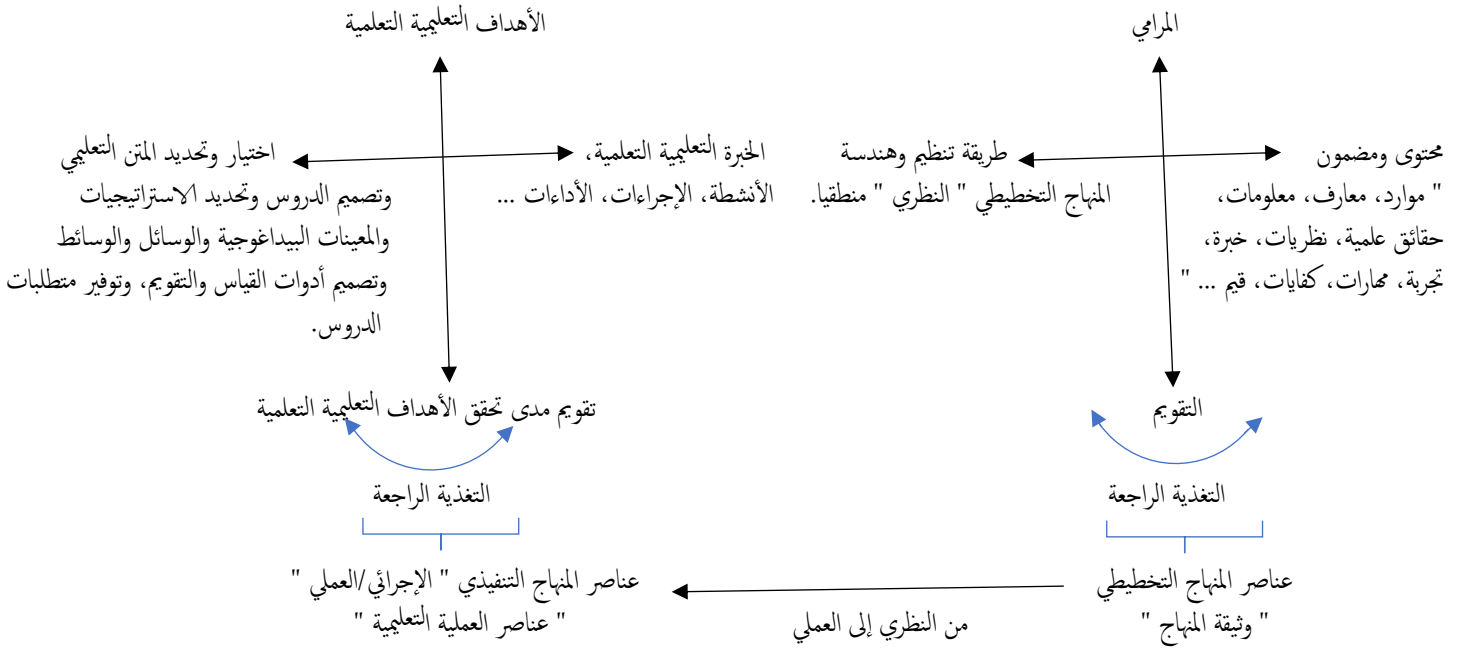 المرامي
محتوى ومضمون
" موارد، معارف، معلومات،
حقائق علمية، نظريات، خبرة،
تجربة، مهارات، كفايات، قيم ... "
طريقة تنظيم وهندسة
المنهاج التخطيطي " النظري " منطقيا.
التقويم
التغذية الراجعة
عناصر المنهاج التخطيطي
" وثيقة المنهاج "
من النظري إلى العملي
الأهداف التعليمية التعلمية
الخبرة التعليمية التعلمية،
الأنشطة، الإجراءات، الأداءات ...
اختيار وتحديد المتن التعليمي
وتصميم الدروس وتحديد الاستراتيجيات
والمعينات البيداغوجية والوسائل والوسائط
وتصميم أدوات القياس والتقويم، وتوفير متطلبات
الدروس.
تقويم مدى تحقق الأهداف التعليمية التعلمية
التغذية الراجعة
عناصر المنهاج التنفيذي " الإجرائي/العملي "
" عناصر العملية التعليمية "